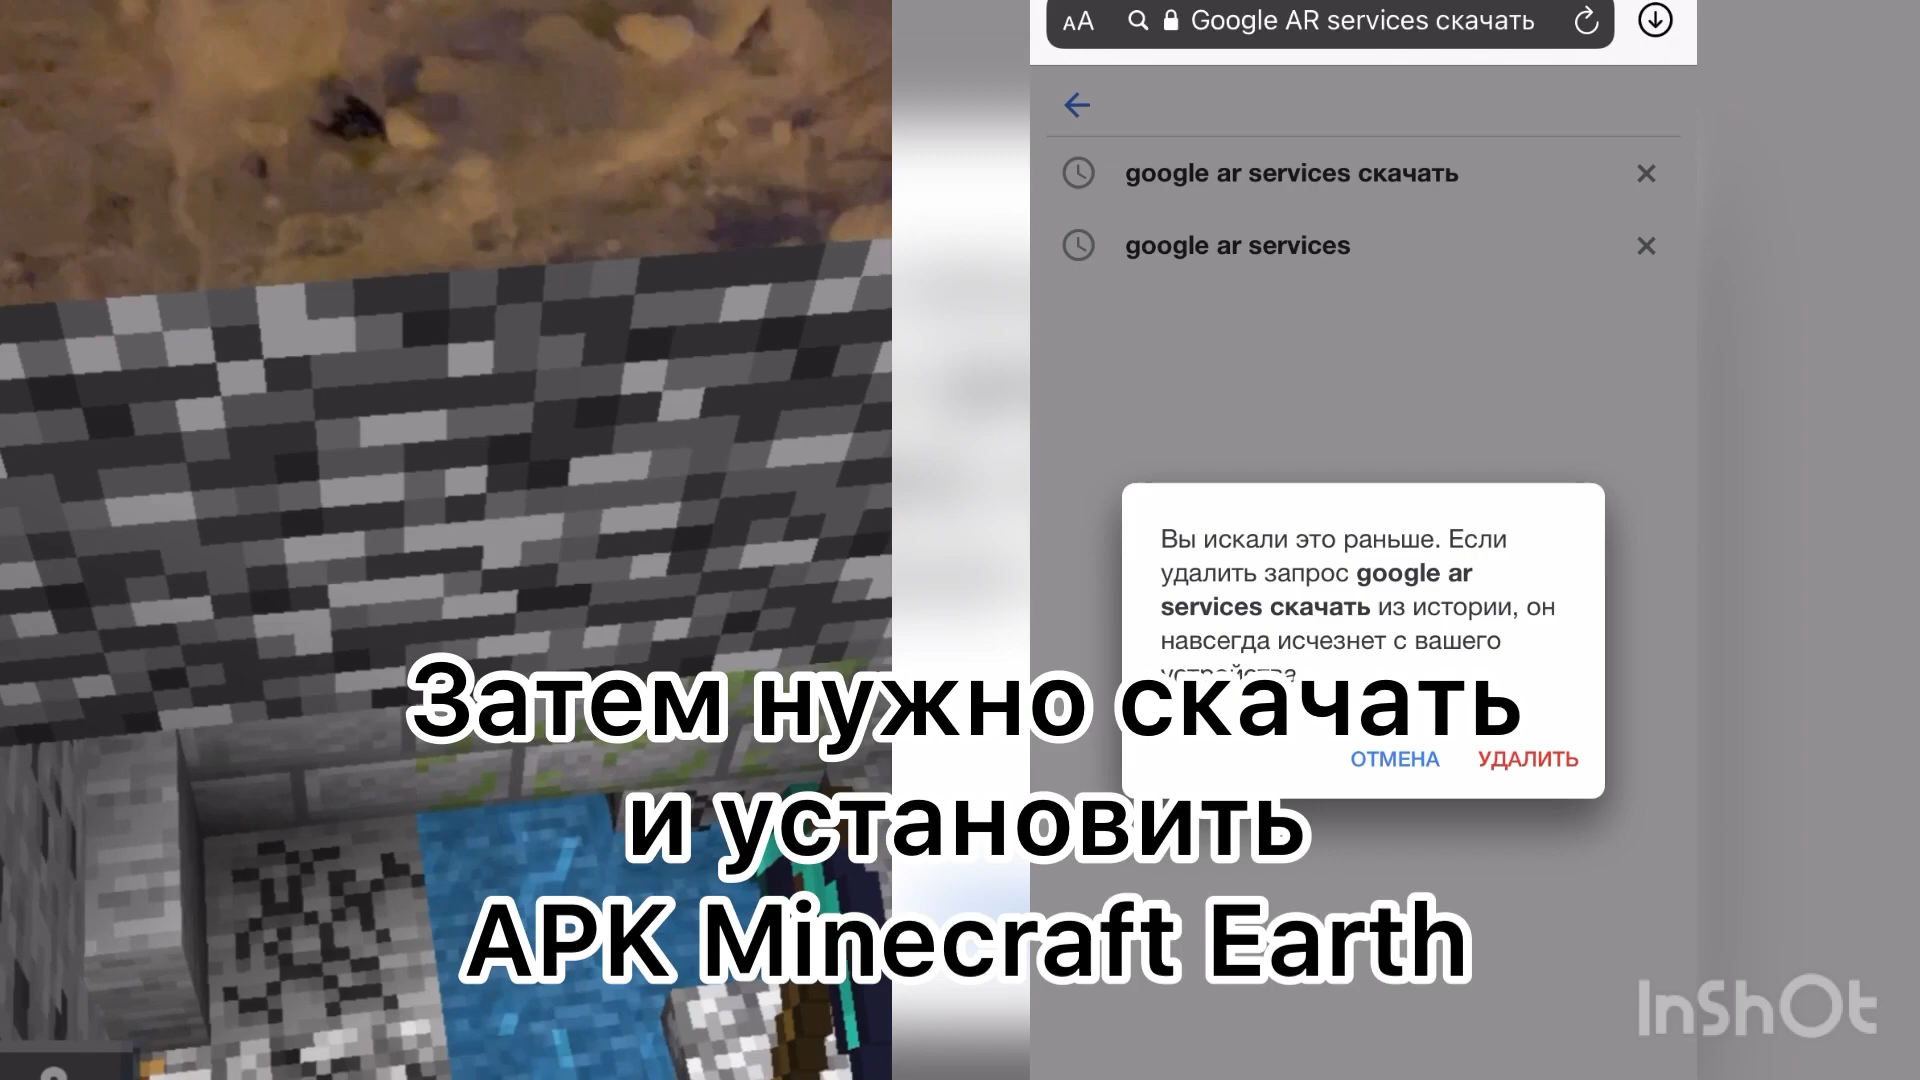 AA Google AR services скачать
google ar services скачать
google ar services
Вы искали это раньше. Если
удалить запрос google ar
services скачать из истории, он
навсегда исчезнет с вашего
устройства
ОТМЕНА УДАЛИТЬ
Затем нужно скачать
и установить
APK Minecraft Earth
InShOt